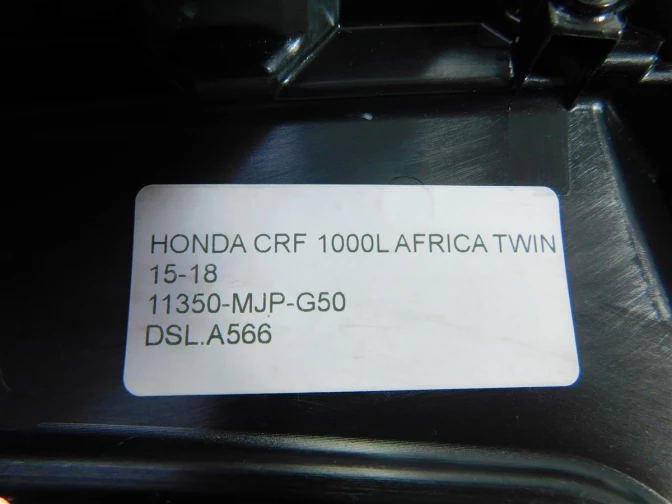 HONDA CRF 1000L AFRICA TWIN
15-18
11350-MJP-G50
DSL.A566